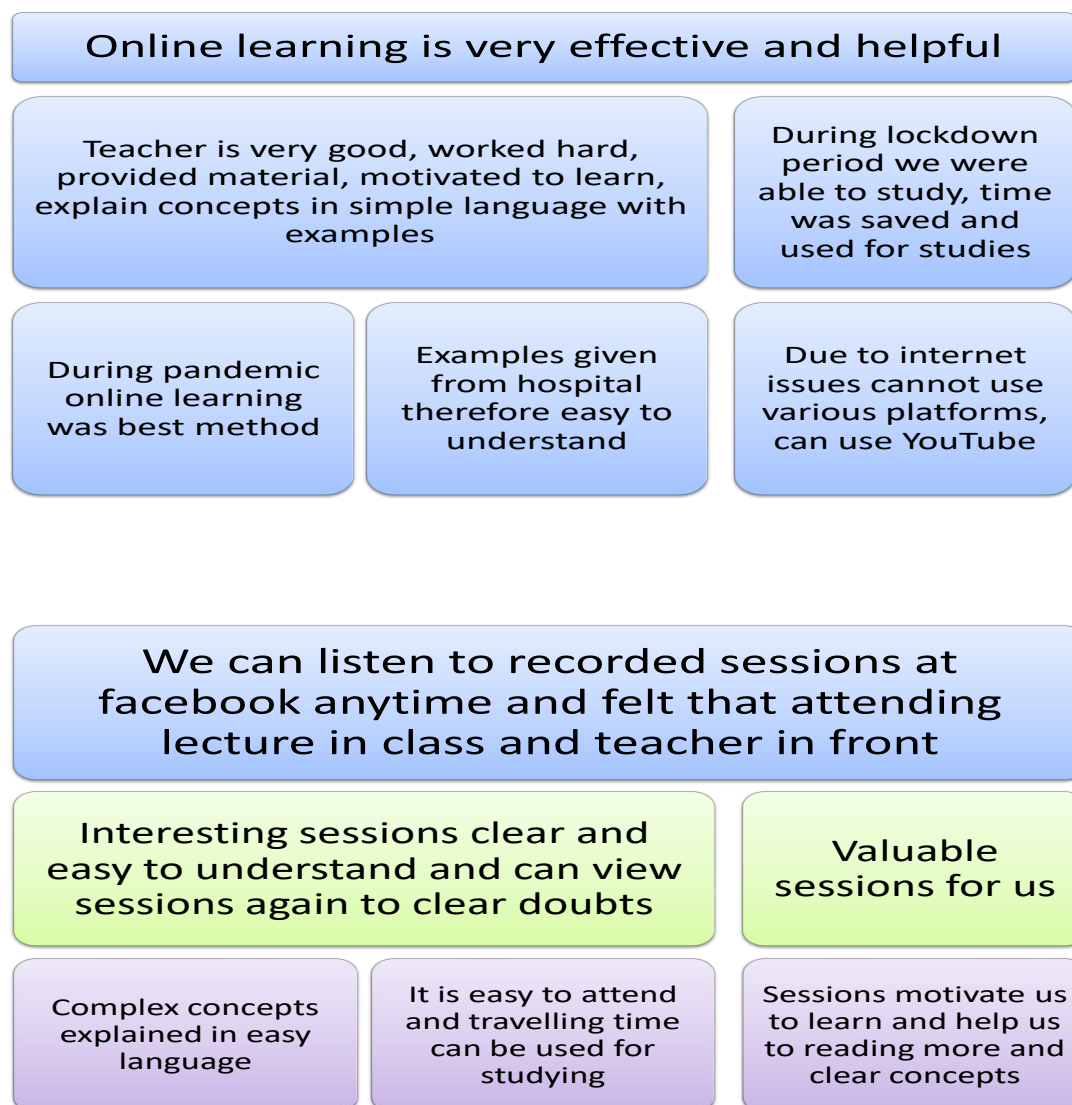 Online learning is very effective and helpful
Teacher is very good, worked hard,
provided material, motivated to learn,
explain concepts in simple language with
examples
During lockdown
period we were
able to study, time
was saved and
used for studies
During pandemic
online learning
was best method
Examples given
from hospital
therefore easy to
understand
Due to internet
issues cannot use
various platforms,
can use YouTube
We can listen to recorded sessions at
facebook anytime and felt that attending
lecture in class and teacher in front
Interesting sessions clear and
easy to understand and can view
sessions again to clear doubts
Valuable
sessions for us
Complex concepts
explained in easy
language
It is easy to attend
and travelling time
can be used for
studying
Sessions motivate us
to learn and help us
to reading more and
clear concepts